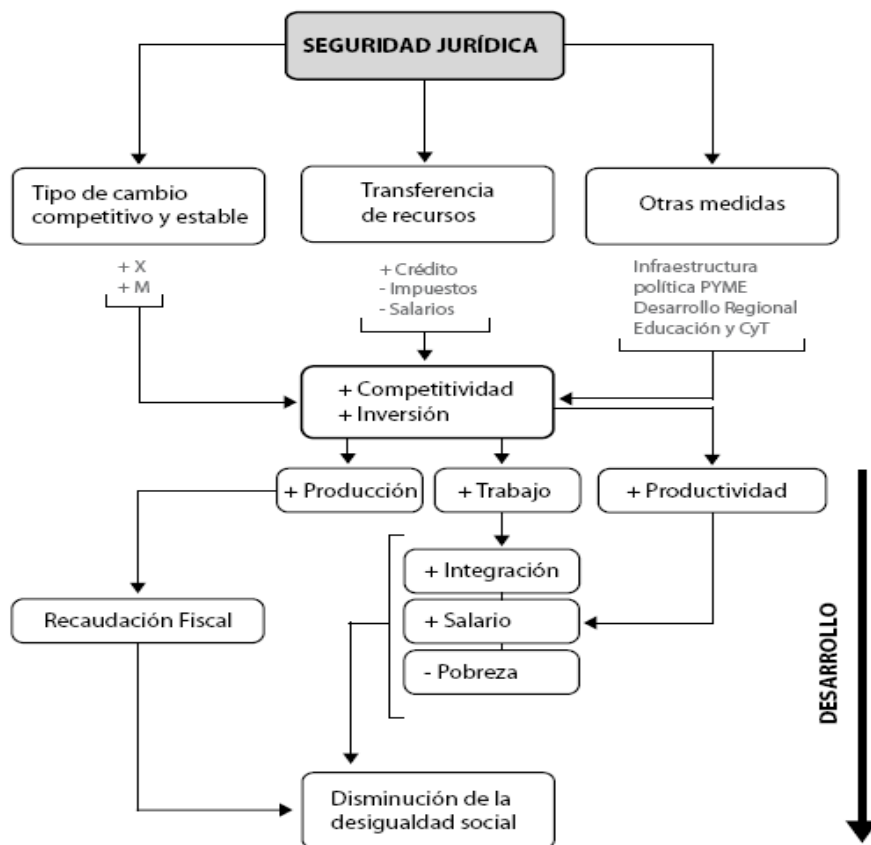 SEGURIDAD JURÍDICA
Tipo de cambio
competitivo y estable
Transferencia
de recursos
Otras medidas
+ X
+ M
+ Crédito
- Impuestos
- Salarios
Infraestructura
política PYME
Desarrollo Regional
Educación y CyT
+ Competitividad
+ Inversión
+ Producción
+ Trabajo
+ Productividad
+ Integración
+ Salario
- Pobreza
Recaudación Fiscal
Disminución de la
desigualdad social
DESARROLLO